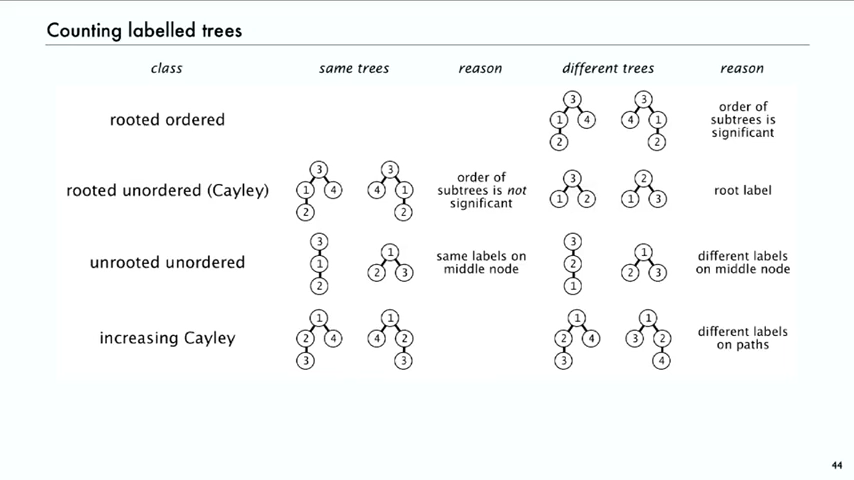 Counting labelled trees
class same trees reason different trees reason
rooted ordered
3
1 4
2
3
4 1
2
order of
subtrees is
significant
rooted unordered (Cayley)
3
1 4
2
3
4 1
2
order of
subtrees is not
significant
3
1 2
2
1 3
root label
unrooted unordered
3
1
2
1
2 3
same labels on
middle node
3
2
1
1
2 3
different labels
on middle node
increasing Cayley
1
2 4
3
1
4 2
3
1
2 4
3
1
3 2
4
different labels
on paths
44